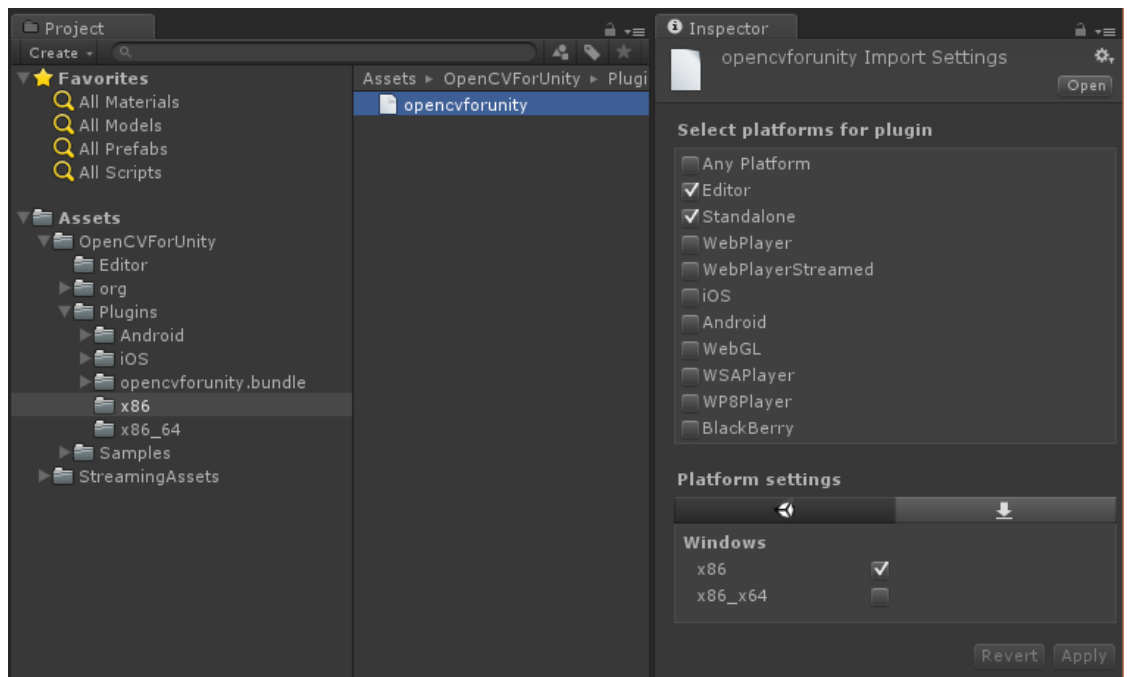 Project
Create
Favorites
All Materials
All Models
All Prefabs
All Scripts
Assets
OpenCVForUnity
Editor
org
Plugins
Android
iOS
opencvforunity.bundle
x86
x86_64
Samples
StreamingAssets
Assets ▸ OpenCVForUnity ▸ Plugi
opencvforunity
Inspector
opencvforunity Import Settings
Open
Select platforms for plugin
Any Platform
Editor
Standalone
WebPlayer
WebPlayerStreamed
iOS
Android
WebGL
WSAPlayer
WP8Player
BlackBerry
Platform settings
Windows
x86
x86_x64
Revert Apply